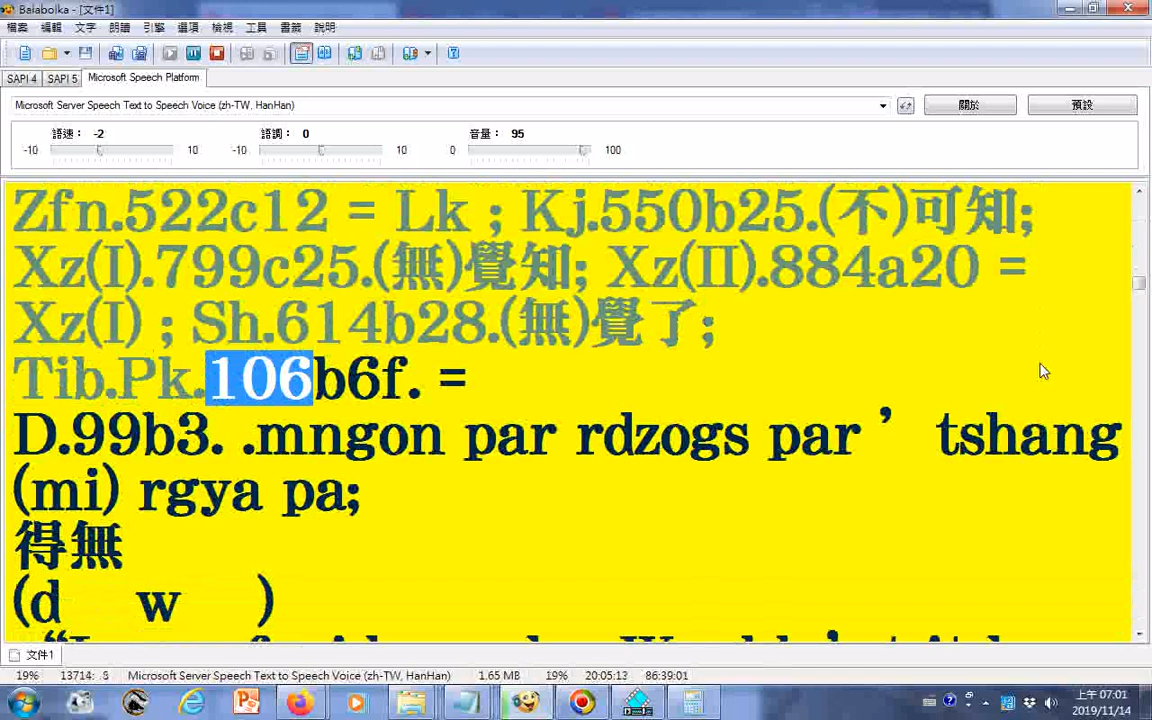 Balabolka - [文件1]
檔案 編輯 文字 朗讀 引擎 選項 檢視 工具 書籤 說明
SAPI 4 SAPI 5 Microsoft Speech Platform
Microsoft Server Speech Text to Speech Voice (zh-TW, HanHan) 關於 預設
語速： -2 語調： 0 音量： 95
-10 10 -10 10 0 100
Zfn.522c12 = Lk ; Kj.550b25.(不)可知;
Xz(I).799c25.(無)覺知; Xz(II).884a20 =
Xz(I) ; Sh.614b28.(無)覺了;
Tib.Pk.106b6f. =
D.99b3. .mngon par rdzogs par ’ tshang
(mi) rgya pa;
得無
(d w )
文件1
19% 13714: 8 Microsoft Server Speech Text to Speech Voice (zh-TW, HanHan) 1.65 MB 19% 20:05:13 86:39:01
上午 07:01
2019/11/14